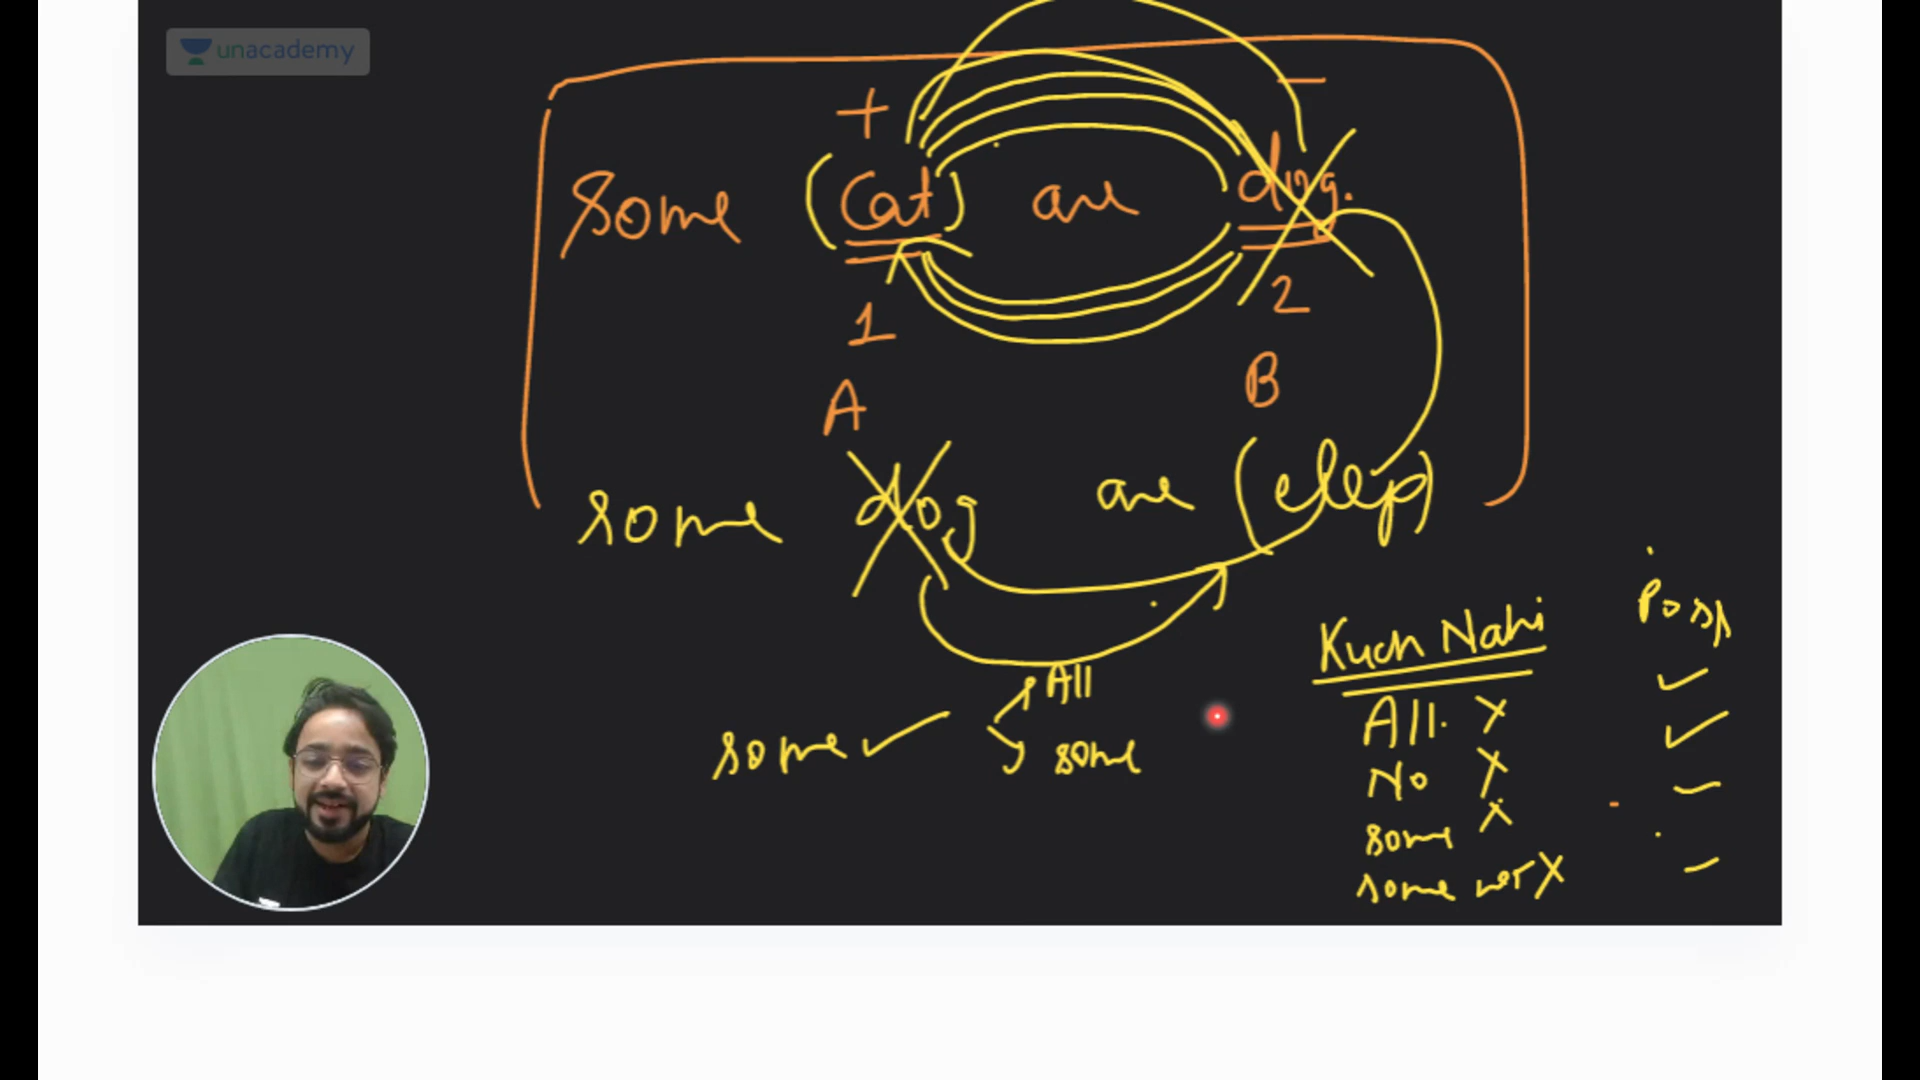 unacademy
+ −
some (Cat) are dog.
1 2
A B
some dog are (elep)
Kuch Nahi Poss
All
some ✓ some
All. X ✓
No X ✓
some X
some not X